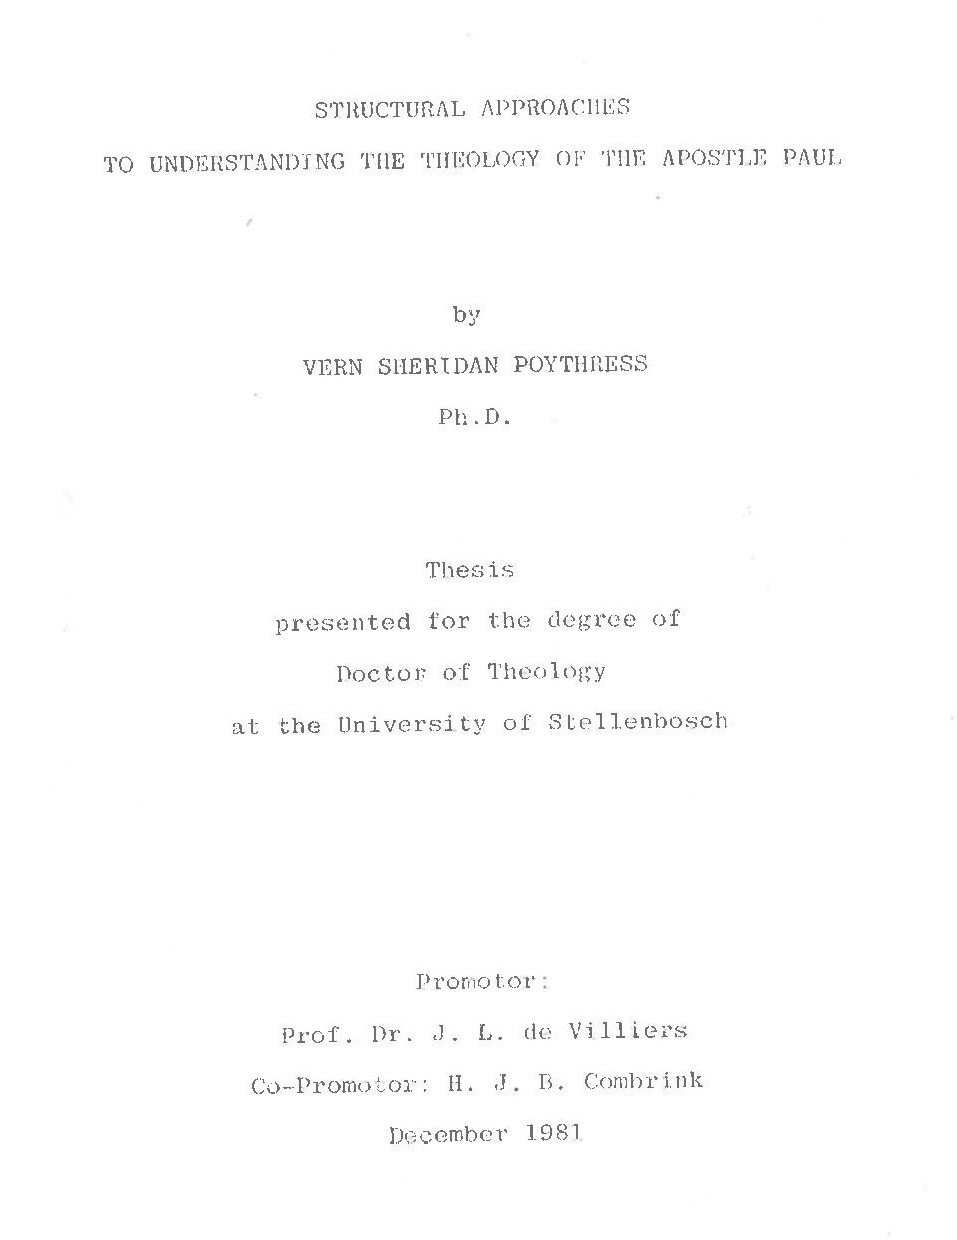 STRUCTURAL APPROACHES
TO UNDERSTANDING THE THEOLOGY OF THE APOSTLE PAUL
by
VERN SHERIDAN POYTHRESS
Ph.D.
Thesis
presented for the degree of
Doctor of Theology
at the University of Stellenbosch
Promotor:
Prof. Dr. J. L. de Villiers
Co-Promotor: H. J. B. Combrink
December 1981